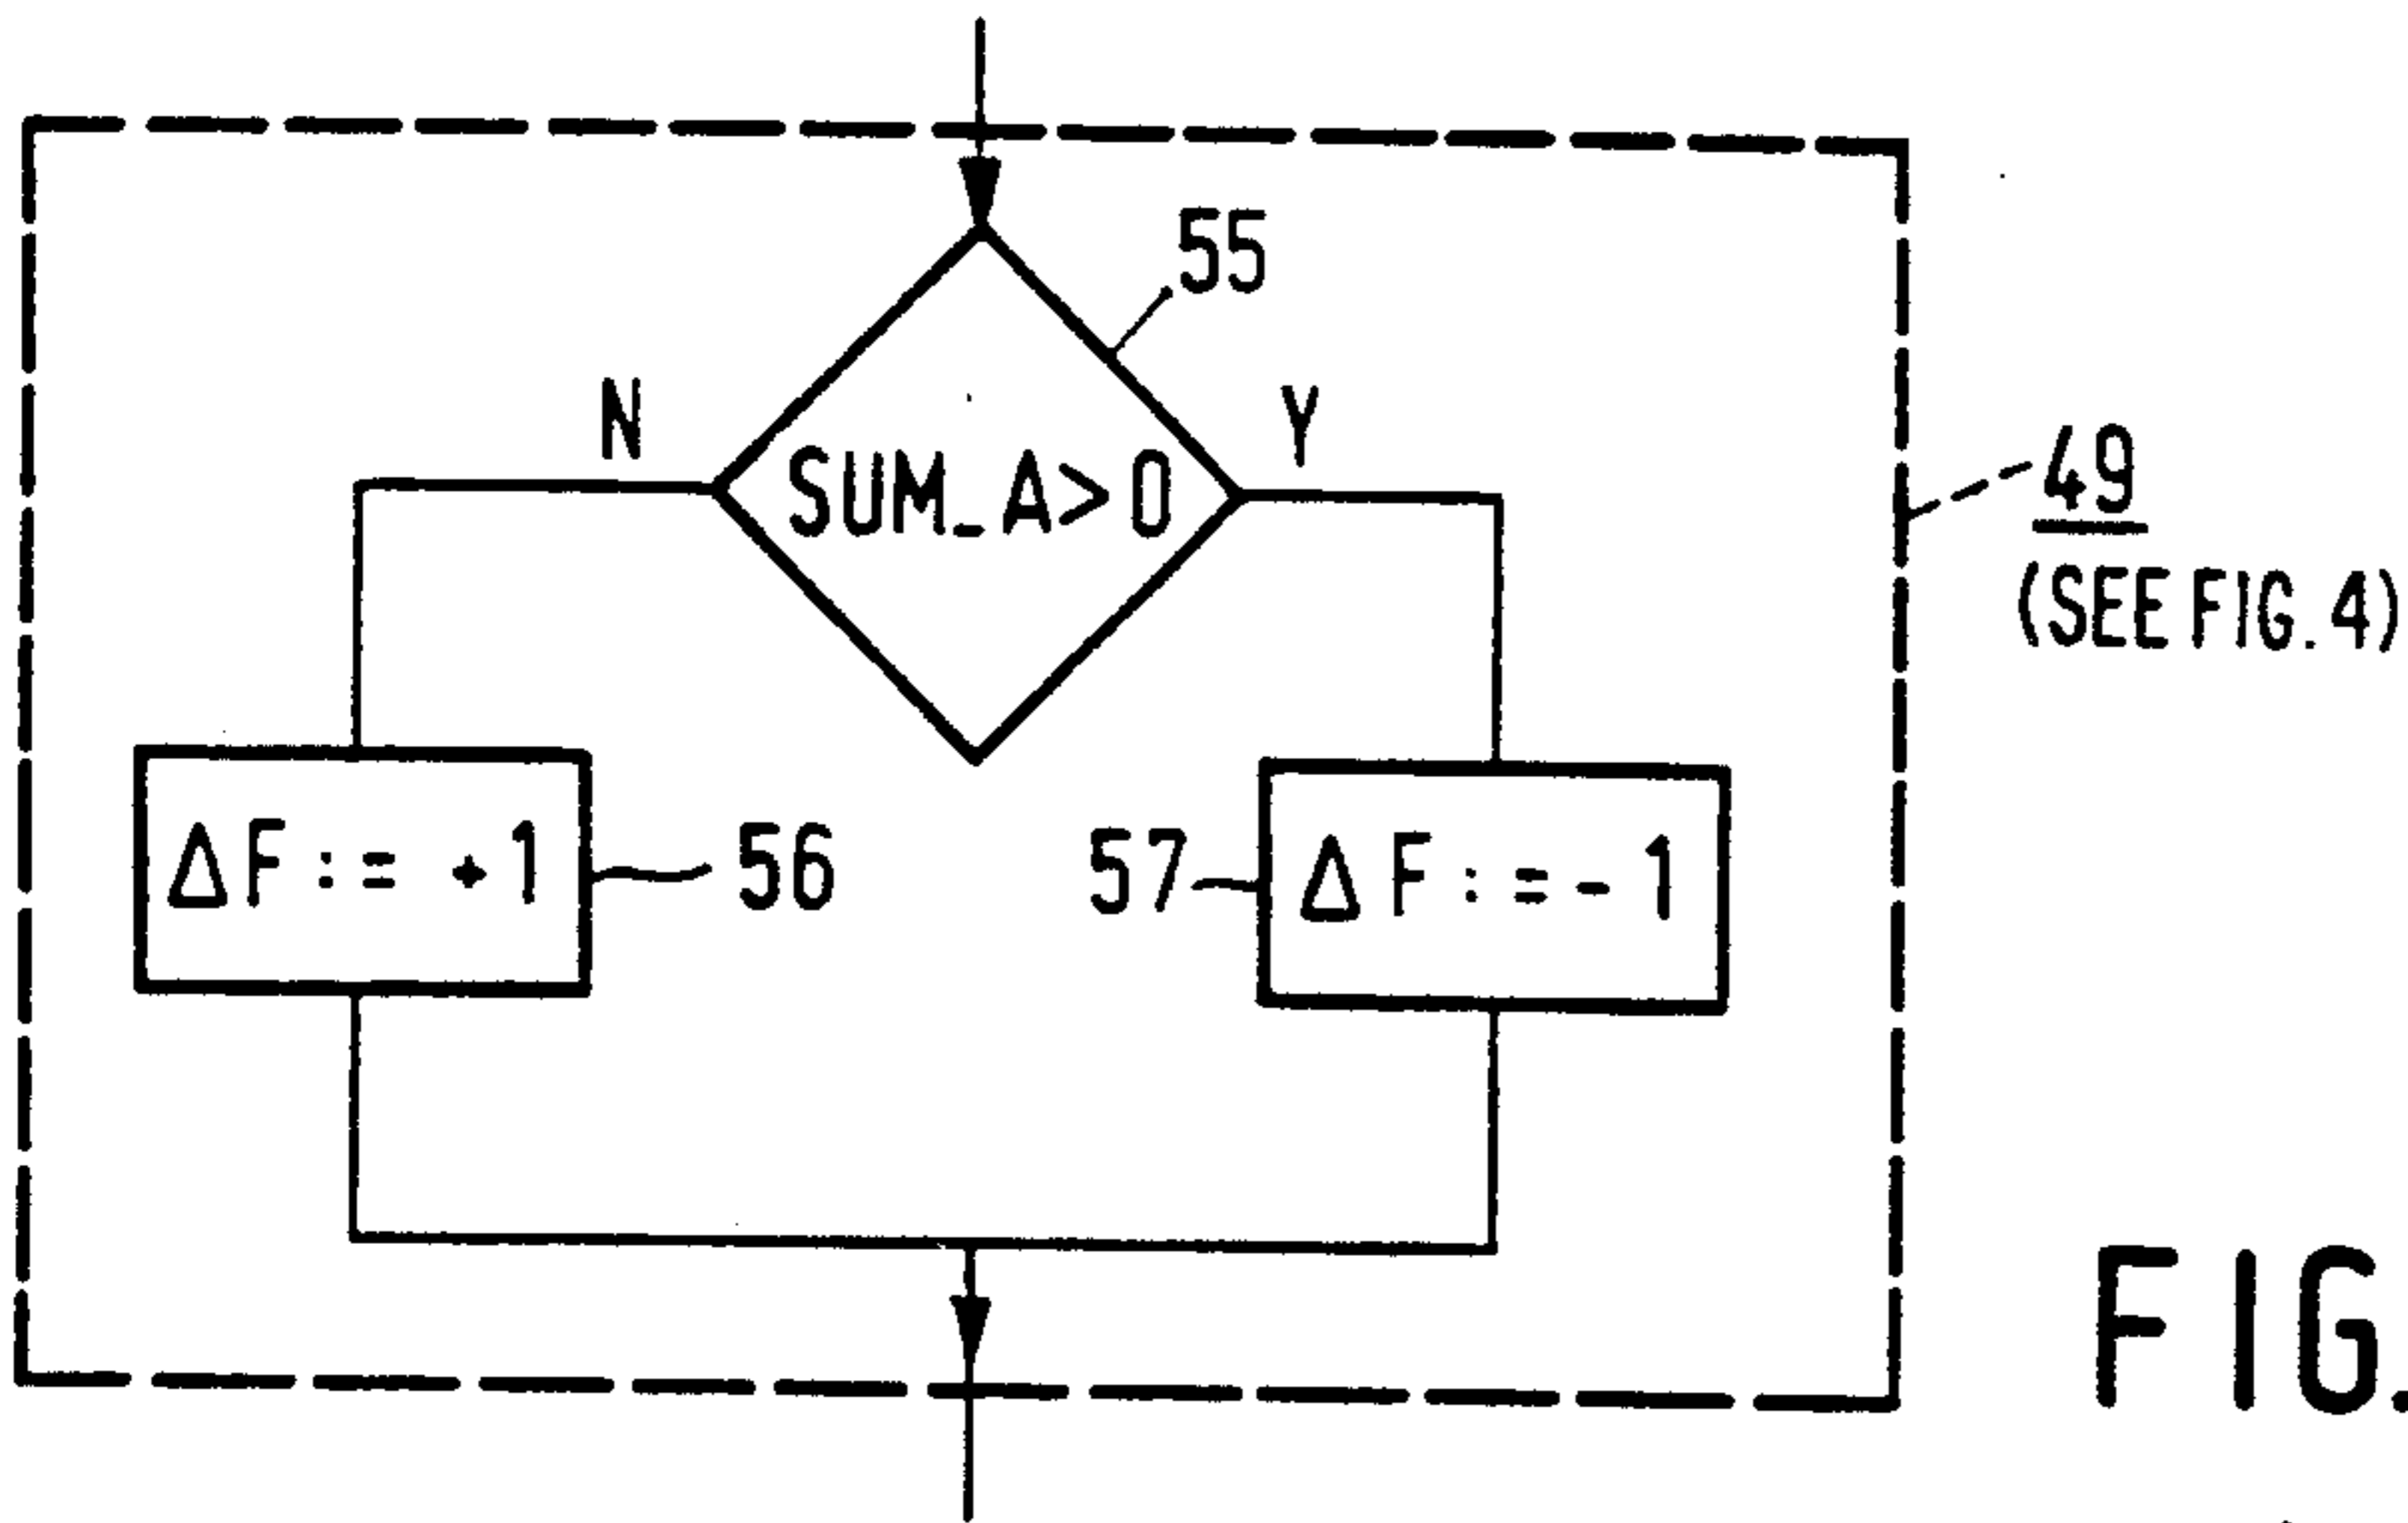 55
N
Y
SUM_A>0
49
(SEE FIG. 4)
ΔF := +1
56
57
ΔF :=-1
FIG.